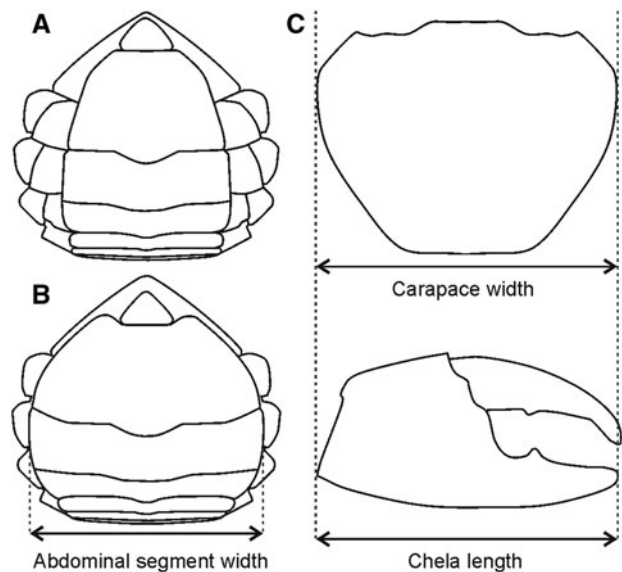 A
C
Carapace width
B
Abdominal segment width
Chela length